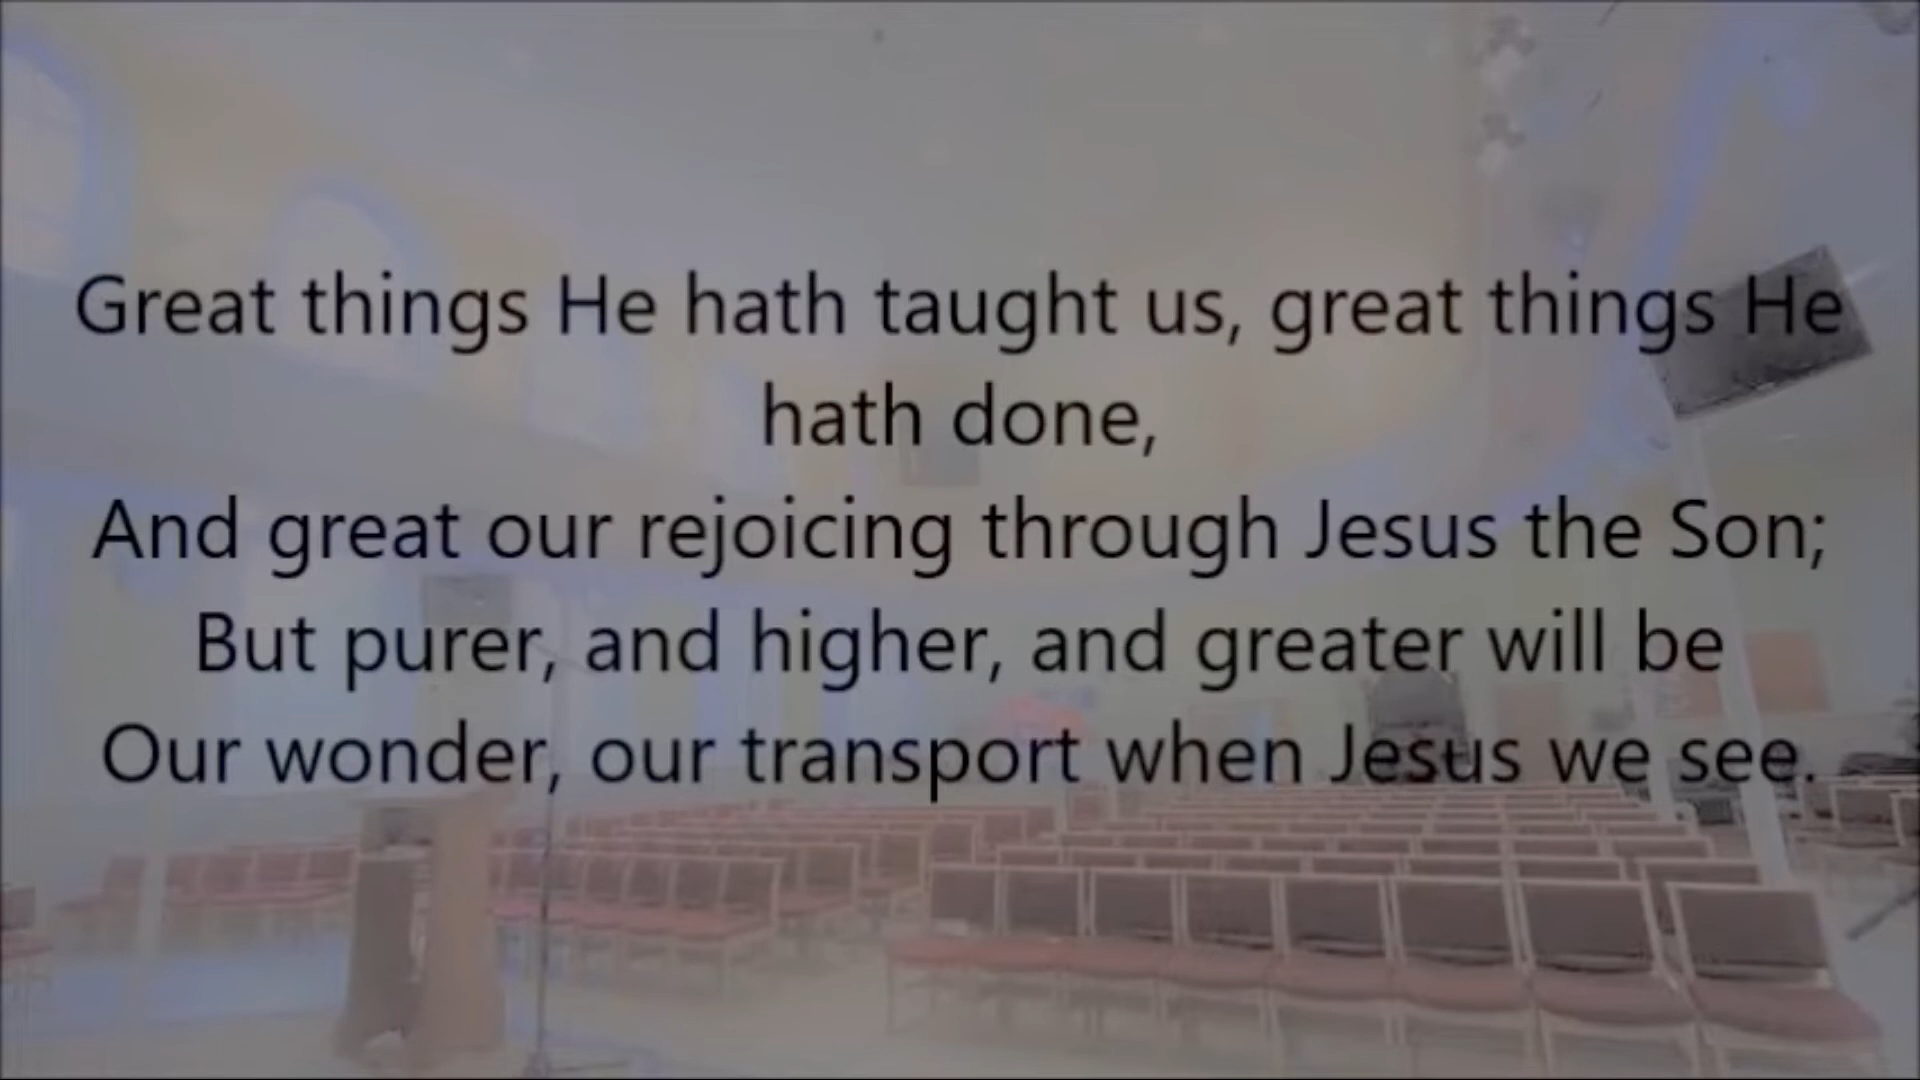 Great things He hath taught us, great things He
hath done,
And great our rejoicing through Jesus the Son;
But purer, and higher, and greater will be
Our wonder, our transport when Jesus we see.